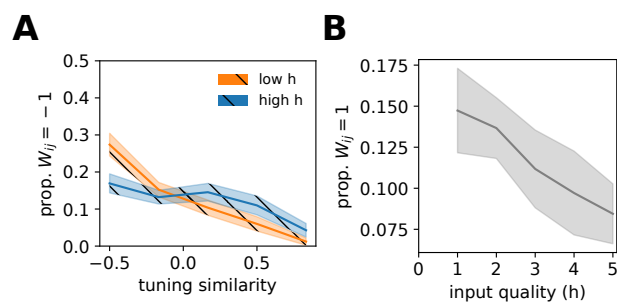 A
prop. W_ij = −1
0.5
0.4
0.3
0.2
0.1
0.0
−0.5
0.0
0.5
tuning similarity
low h
high h
B
prop. W_ij = 1
0.175
0.150
0.125
0.100
0.075
0
1
2
3
4
5
input quality (h)